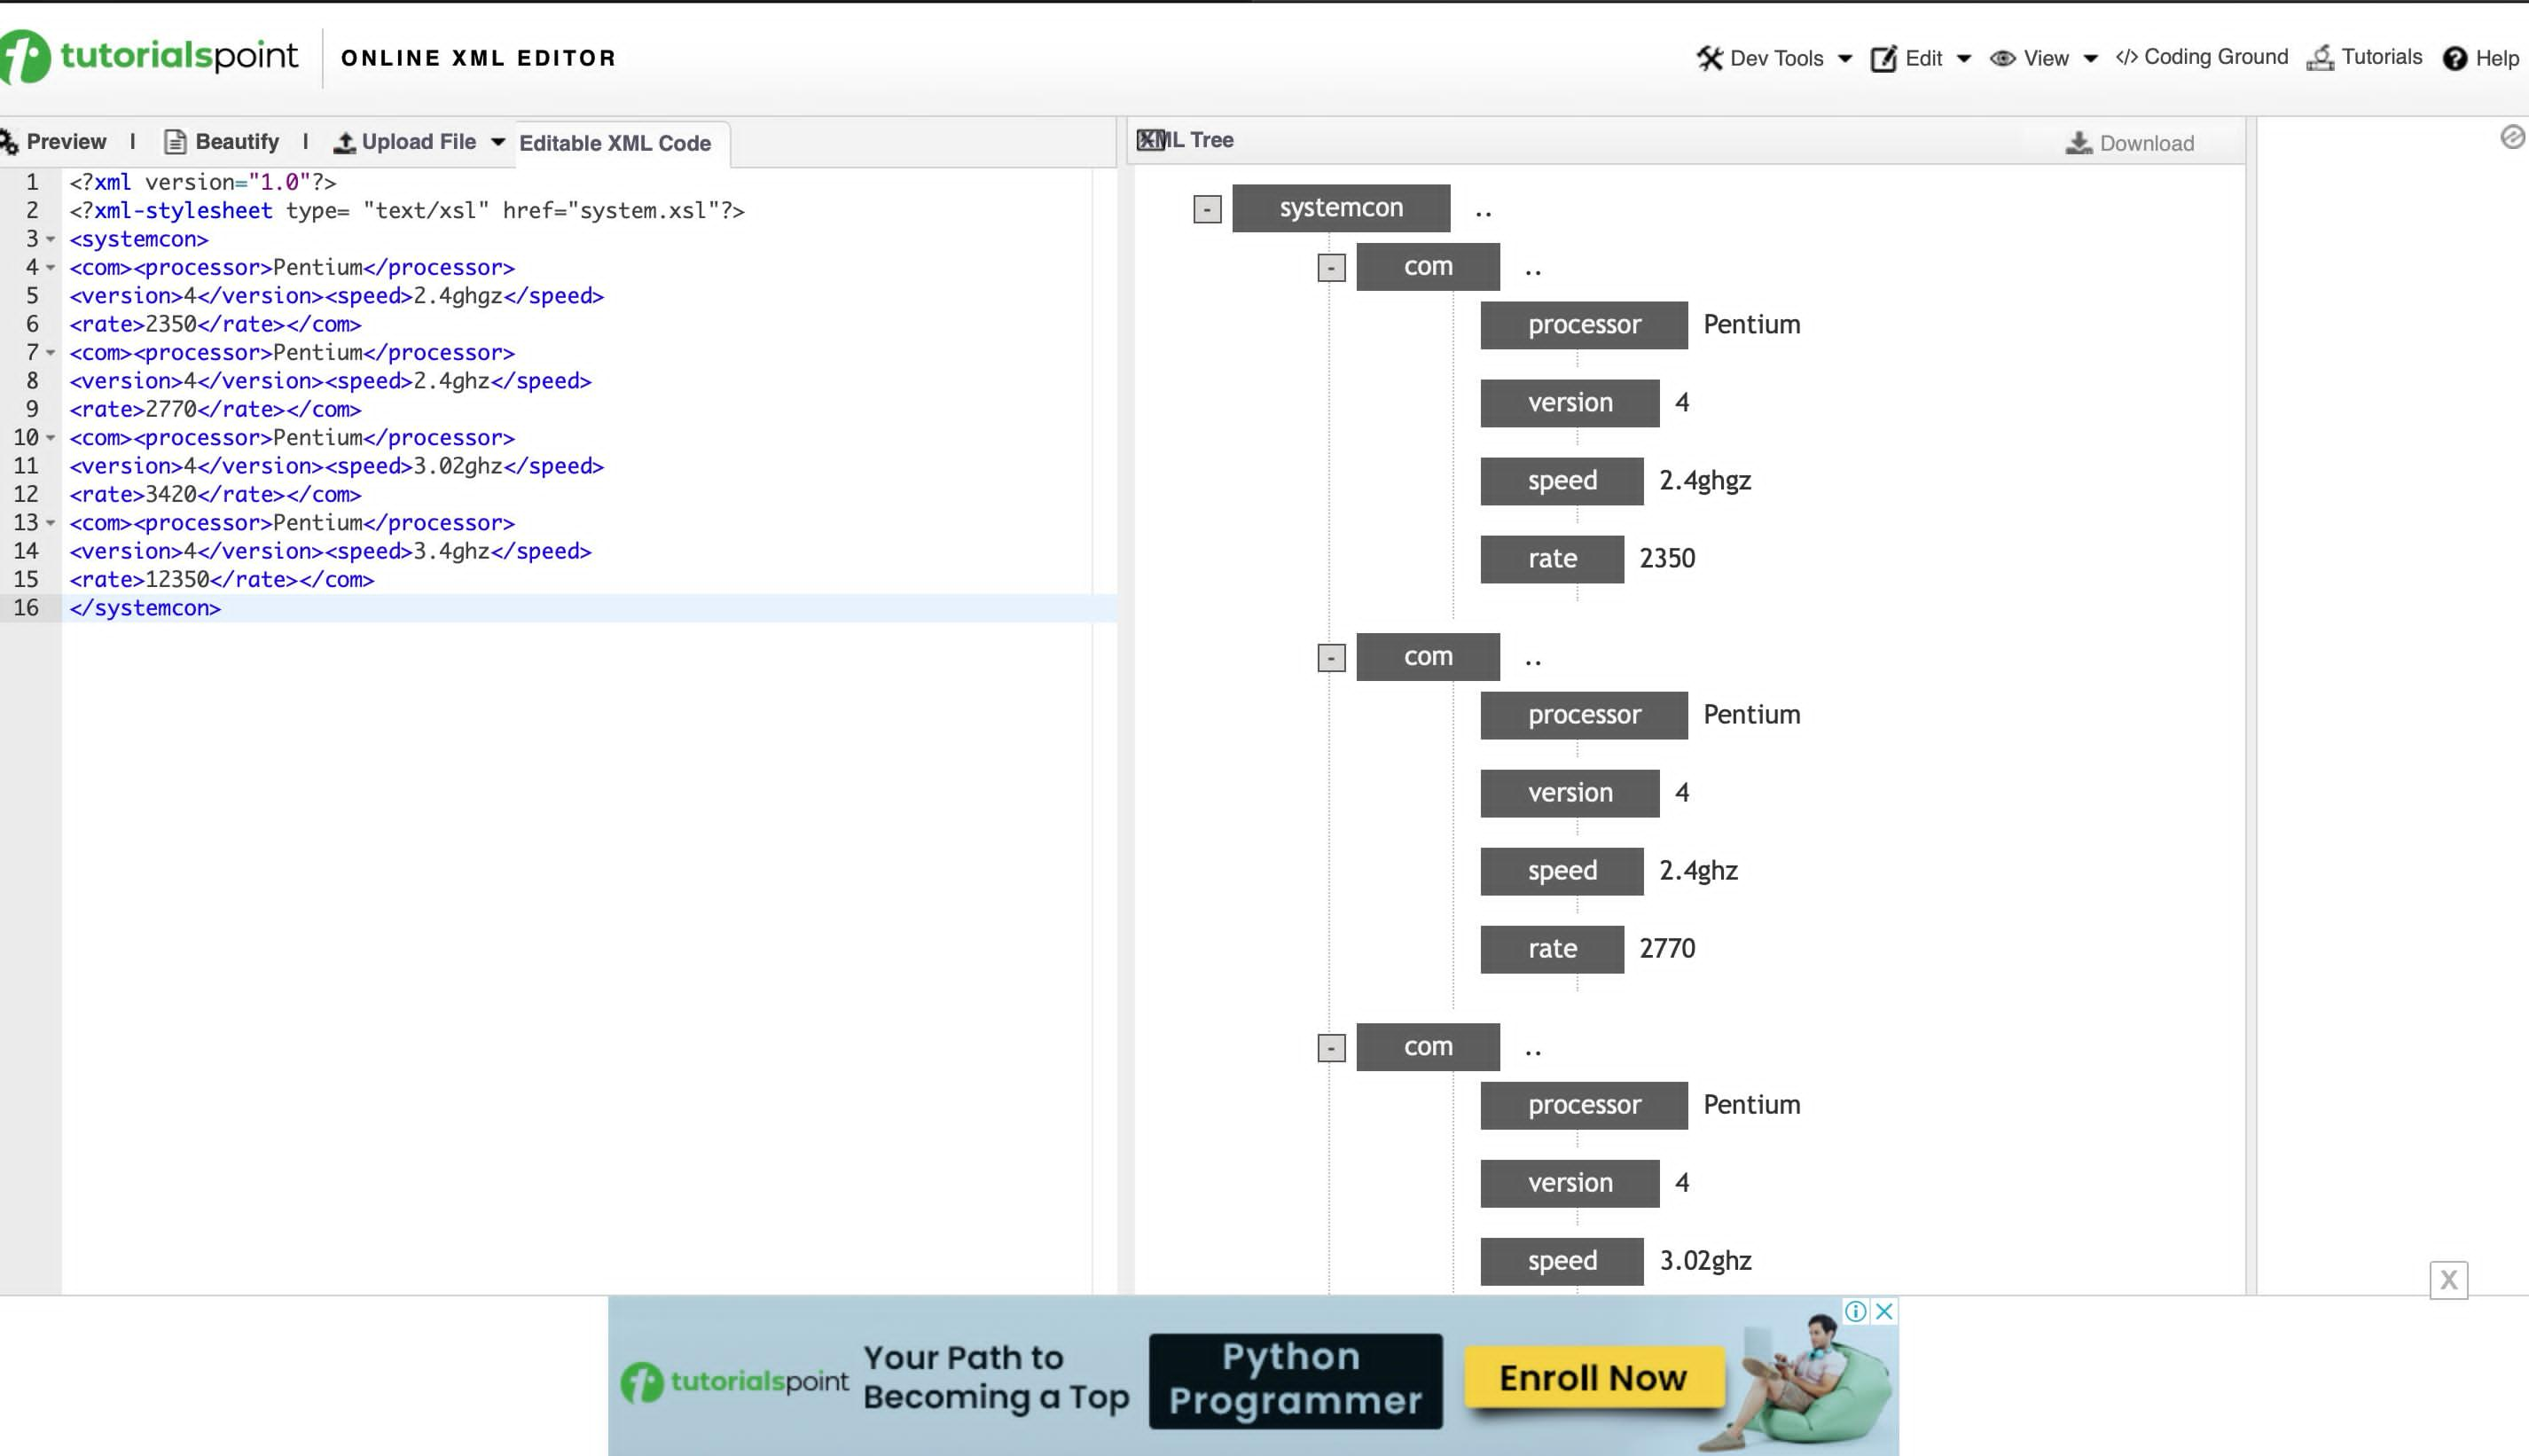 tutorialspoint ONLINE XML EDITOR Dev Tools Edit View </> Coding Ground Tutorials Help
Preview | Beautify | Upload File Editable XML Code
1 <?xml version="1.0"?>
2 <?xml-stylesheet type= "text/xsl" href="system.xsl"?>
3 <systemcon>
4 <com><processor>Pentium</processor>
5 <version>4</version><speed>2.4ghgz</speed>
6 <rate>2350</rate></com>
7 <com><processor>Pentium</processor>
8 <version>4</version><speed>2.4ghz</speed>
9 <rate>2770</rate></com>
10 <com><processor>Pentium</processor>
11 <version>4</version><speed>3.02ghz</speed>
12 <rate>3420</rate></com>
13 <com><processor>Pentium</processor>
14 <version>4</version><speed>3.4ghz</speed>
15 <rate>12350</rate></com>
16 </systemcon>
XML Tree Download
- systemcon ..
- com ..
processor Pentium
version 4
speed 2.4ghgz
rate 2350
- com ..
processor Pentium
version 4
speed 2.4ghz
rate 2770
- com ..
processor Pentium
version 4
speed 3.02ghz
X
tutorialspoint
Your Path to
Becoming a Top
Python
Programmer
Enroll Now